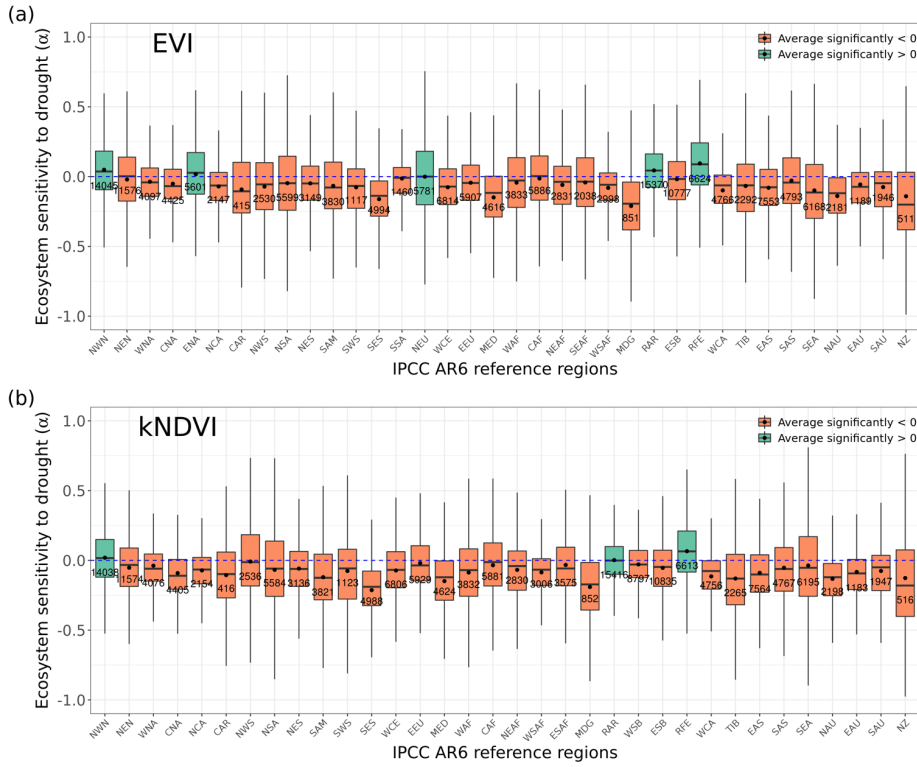 (a)
EVI
Ecosystem sensitivity to drought (α)
1.0
0.5
0.0
-0.5
-1.0
Average significantly < 0
Average significantly > 0
14045 11576 4097 4425 5601 2147 415 2530 5599 3149 3830 1117 4994 1460 5781 6814 5907 4616 3833 5886 2831 2038 2998 851 15370 10777 6624 4766 2292 7553 4793 6168 2181 1189 1946 511
NWN NEN WNA CNA ENA NCA CAR NWS NSA NES SAM SWS SES SSA NEU WCE EEU MED WAF CAF NEAF SEAF WSAF MDG RAR ESB RFE WCA TIB EAS SAS SEA NAU EAU SAU NZ
IPCC AR6 reference regions
(b)
kNDVI
Ecosystem sensitivity to drought (α)
1.0
0.5
0.0
-0.5
-1.0
Average significantly < 0
Average significantly > 0
14038 1574 4076 4405 2154 416 2536 5584 3136 3821 1123 4988 6806 5929 4624 3832 5881 2830 3006 3575 852 15416 8797 10835 6613 4756 2265 7564 4767 6195 2198 1183 1947 516
NWN NEN WNA CNA NCA CAR NWS NSA NES SAM SWS SES WCE EEU MED WAF CAF NEAF WSAF ESAF MDG RAR WSB ESB RFE WCA TIB EAS SAS SEA NAU EAU SAU NZ
IPCC AR6 reference regions